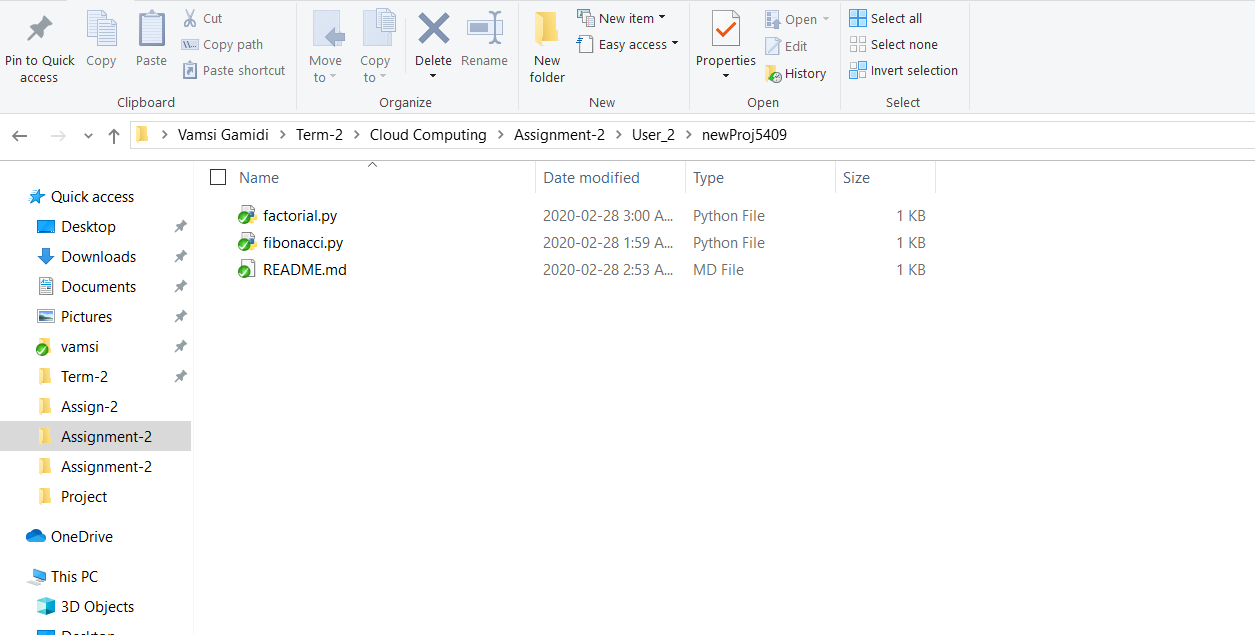 Pin to Quick access
Copy
Paste
Cut
Copy path
Paste shortcut
Clipboard
Move to
Copy to
Delete
Rename
Organize
New folder
New item
Easy access
New
Properties
Open
Edit
History
Open
Select all
Select none
Invert selection
Select
Vamsi Gamidi > Term-2 > Cloud Computing > Assignment-2 > User_2 > newProj5409
Name Date modified Type Size
factorial.py 2020-02-28 3:00 A... Python File 1 KB
fibonacci.py 2020-02-28 1:59 A... Python File 1 KB
README.md 2020-02-28 2:53 A... MD File 1 KB
Quick access
Desktop
Downloads
Documents
Pictures
vamsi
Term-2
Assign-2
Assignment-2
Assignment-2
Project
OneDrive
This PC
3D Objects
Desktop